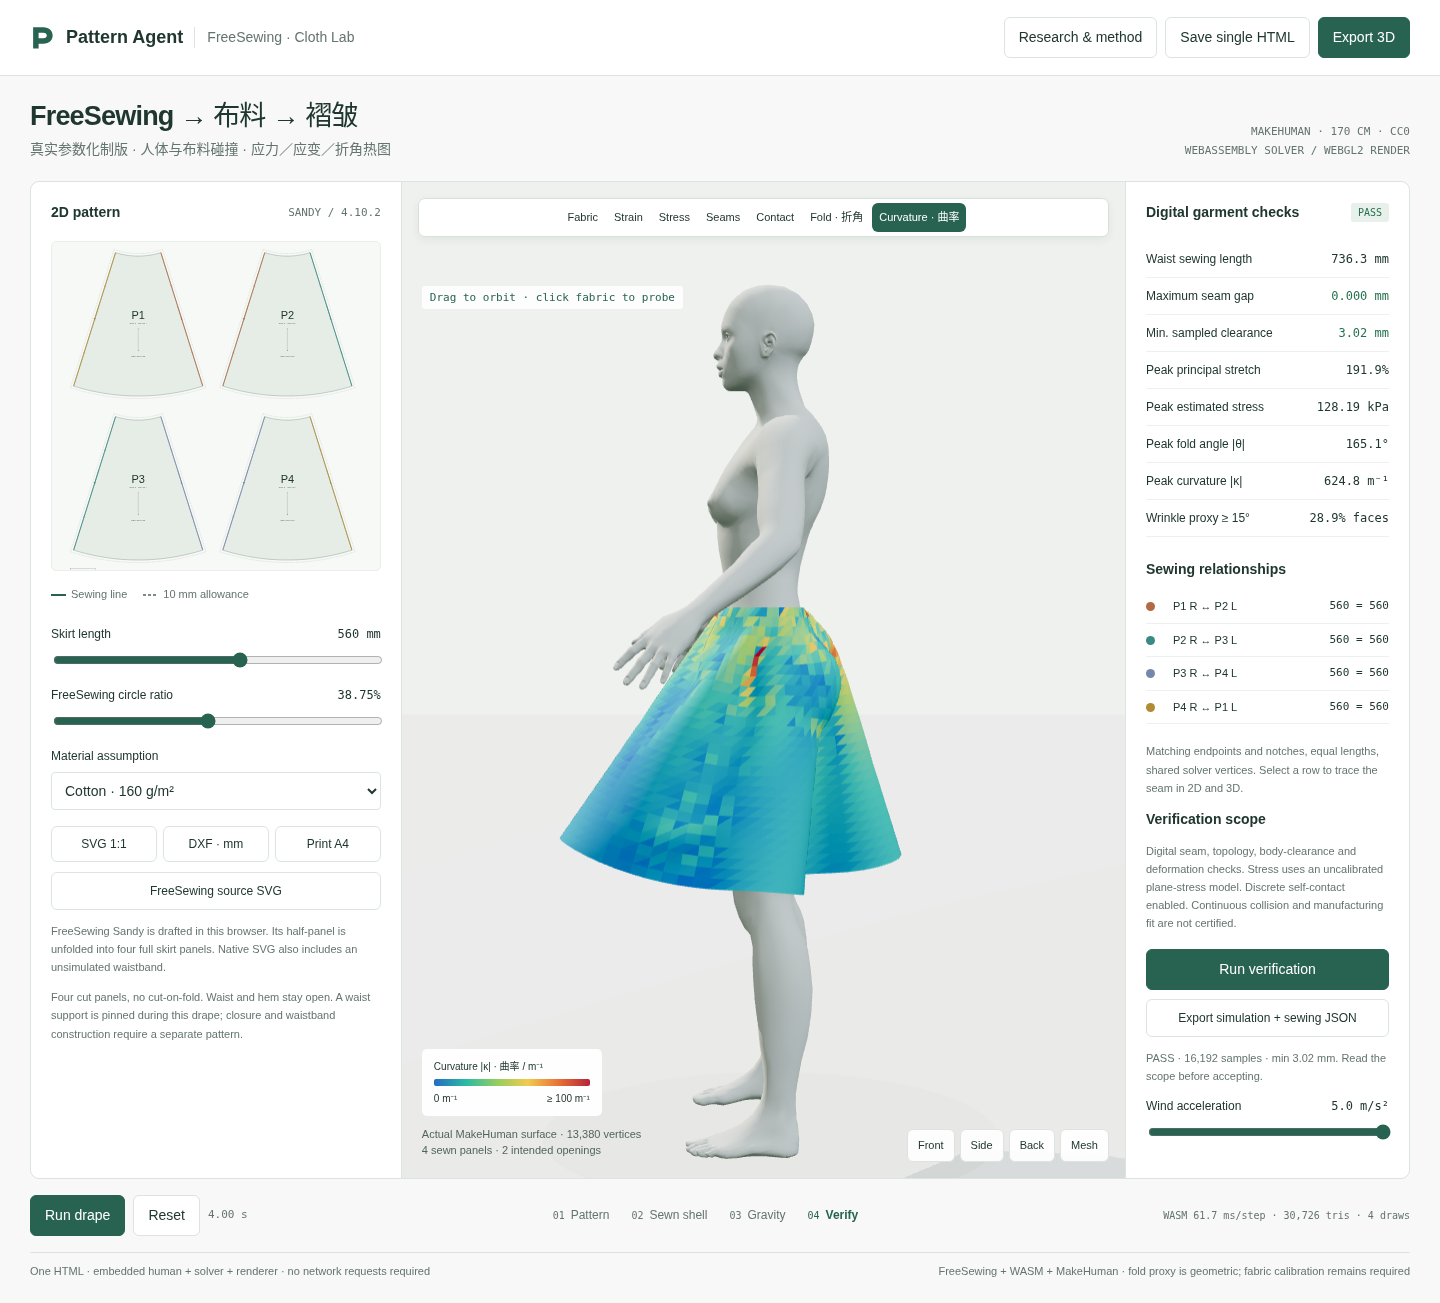 Pattern Agent
FreeSewing · Cloth Lab
Research & method
Save single HTML
Export 3D
FreeSewing → 布料 → 褶皱
真实参数化制版 · 人体与布料碰撞 · 应力／应变／折角热图
MAKEHUMAN · 170 CM · CC0
WEBASSEMBLY SOLVER / WEBGL2 RENDER
2D pattern
SANDY / 4.10.2
P1
P2
P3
P4
Sewing line
10 mm allowance
Skirt length
560 mm
FreeSewing circle ratio
38.75%
Material assumption
Cotton · 160 g/m²
SVG 1:1
DXF · mm
Print A4
FreeSewing source SVG
FreeSewing Sandy is drafted in this browser. Its half-panel is
unfolded into four full skirt panels. Native SVG also includes an
unsimulated waistband.
Four cut panels, no cut-on-fold. Waist and hem stay open. A waist
support is pinned during this drape; closure and waistband
construction require a separate pattern.
Fabric
Strain
Stress
Seams
Contact
Fold · 折角
Curvature · 曲率
Drag to orbit · click fabric to probe
Curvature |κ| · 曲率 / m⁻¹
0 m⁻¹
≥ 100 m⁻¹
Actual MakeHuman surface · 13,380 vertices
4 sewn panels · 2 intended openings
Front
Side
Back
Mesh
Digital garment checks
PASS
Waist sewing length
736.3 mm
Maximum seam gap
0.000 mm
Min. sampled clearance
3.02 mm
Peak principal stretch
191.9%
Peak estimated stress
128.19 kPa
Peak fold angle |θ|
165.1°
Peak curvature |κ|
624.8 m⁻¹
Wrinkle proxy ≥ 15°
28.9% faces
Sewing relationships
P1 R ↔ P2 L
560 = 560
P2 R ↔ P3 L
560 = 560
P3 R ↔ P4 L
560 = 560
P4 R ↔ P1 L
560 = 560
Matching endpoints and notches, equal lengths,
shared solver vertices. Select a row to trace the
seam in 2D and 3D.
Verification scope
Digital seam, topology, body-clearance and
deformation checks. Stress uses an uncalibrated
plane-stress model. Discrete self-contact
enabled. Continuous collision and manufacturing
fit are not certified.
Run verification
Export simulation + sewing JSON
PASS · 16,192 samples · min 3.02 mm. Read the
scope before accepting.
Wind acceleration
5.0 m/s²
Run drape
Reset
4.00 s
01 Pattern
02 Sewn shell
03 Gravity
04 Verify
WASM 61.7 ms/step · 30,726 tris · 4 draws
One HTML · embedded human + solver + renderer · no network requests required
FreeSewing + WASM + MakeHuman · fold proxy is geometric; fabric calibration remains required